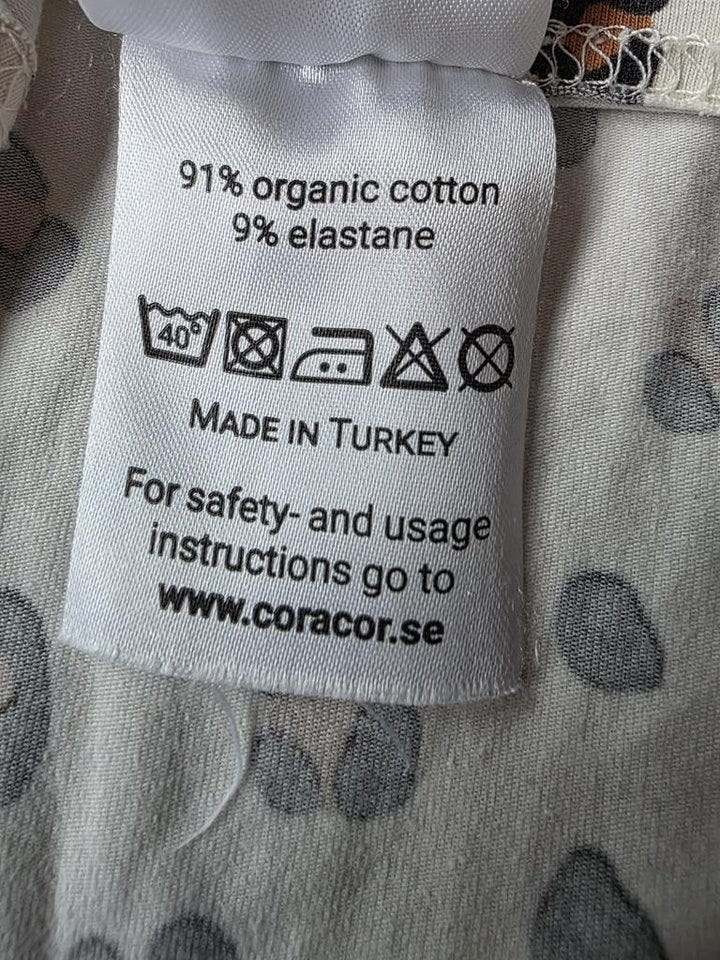 91% organic cotton
9% elastane
40°
MADE IN TURKEY
For safety- and usage
instructions go to
www.coracor.se